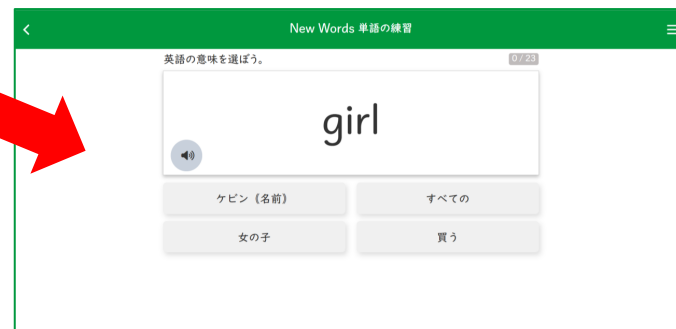 New Words 単語の練習
英語の意味を選ぼう。 0 / 23
girl
ケビン《名前》 すべての
女の子 買う